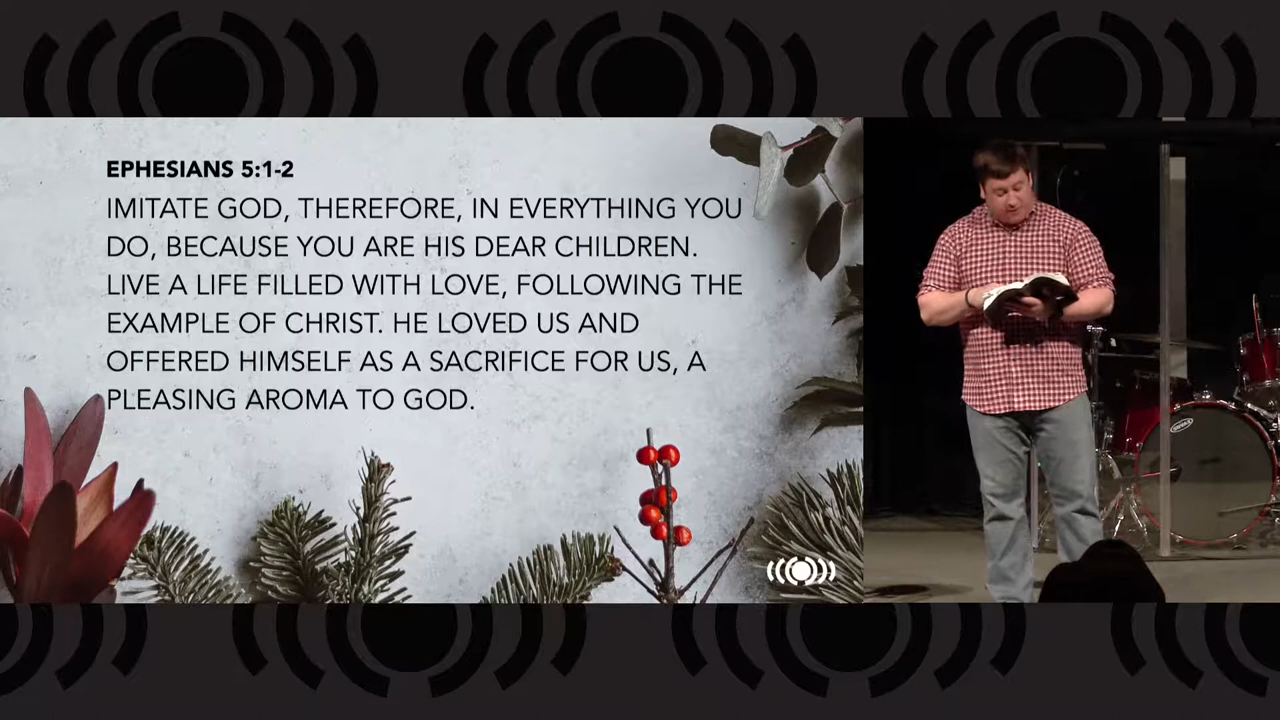 EPHESIANS 5:1-2
IMITATE GOD, THEREFORE, IN EVERYTHING YOU
DO, BECAUSE YOU ARE HIS DEAR CHILDREN.
LIVE A LIFE FILLED WITH LOVE, FOLLOWING THE
EXAMPLE OF CHRIST. HE LOVED US AND
OFFERED HIMSELF AS A SACRIFICE FOR US, A
PLEASING AROMA TO GOD.
EVANS